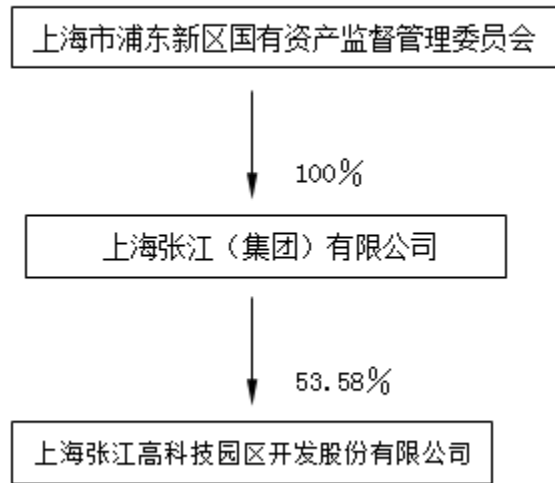 上海市浦东新区国有资产监督管理委员会
100%
上海张江（集团）有限公司
53.58%
上海张江高科技园区开发股份有限公司